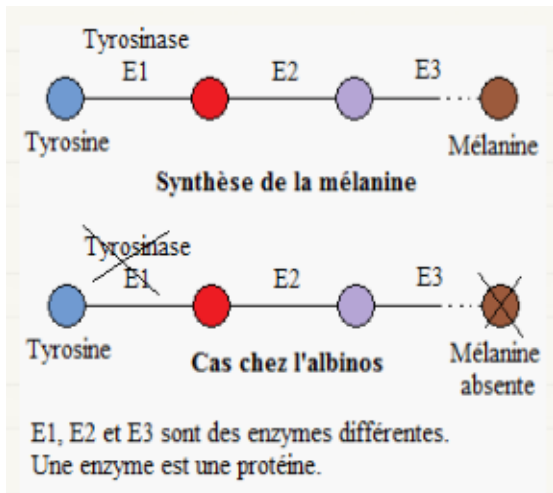 Tyrosinase
E1 E2 E3
Tyrosine Mélanine
Synthèse de la mélanine
Tyrosinase
E1 E2 E3
Tyrosine Mélanine
Cas chez l'albinos absente
E1, E2 et E3 sont des enzymes différentes.
Une enzyme est une protéine.